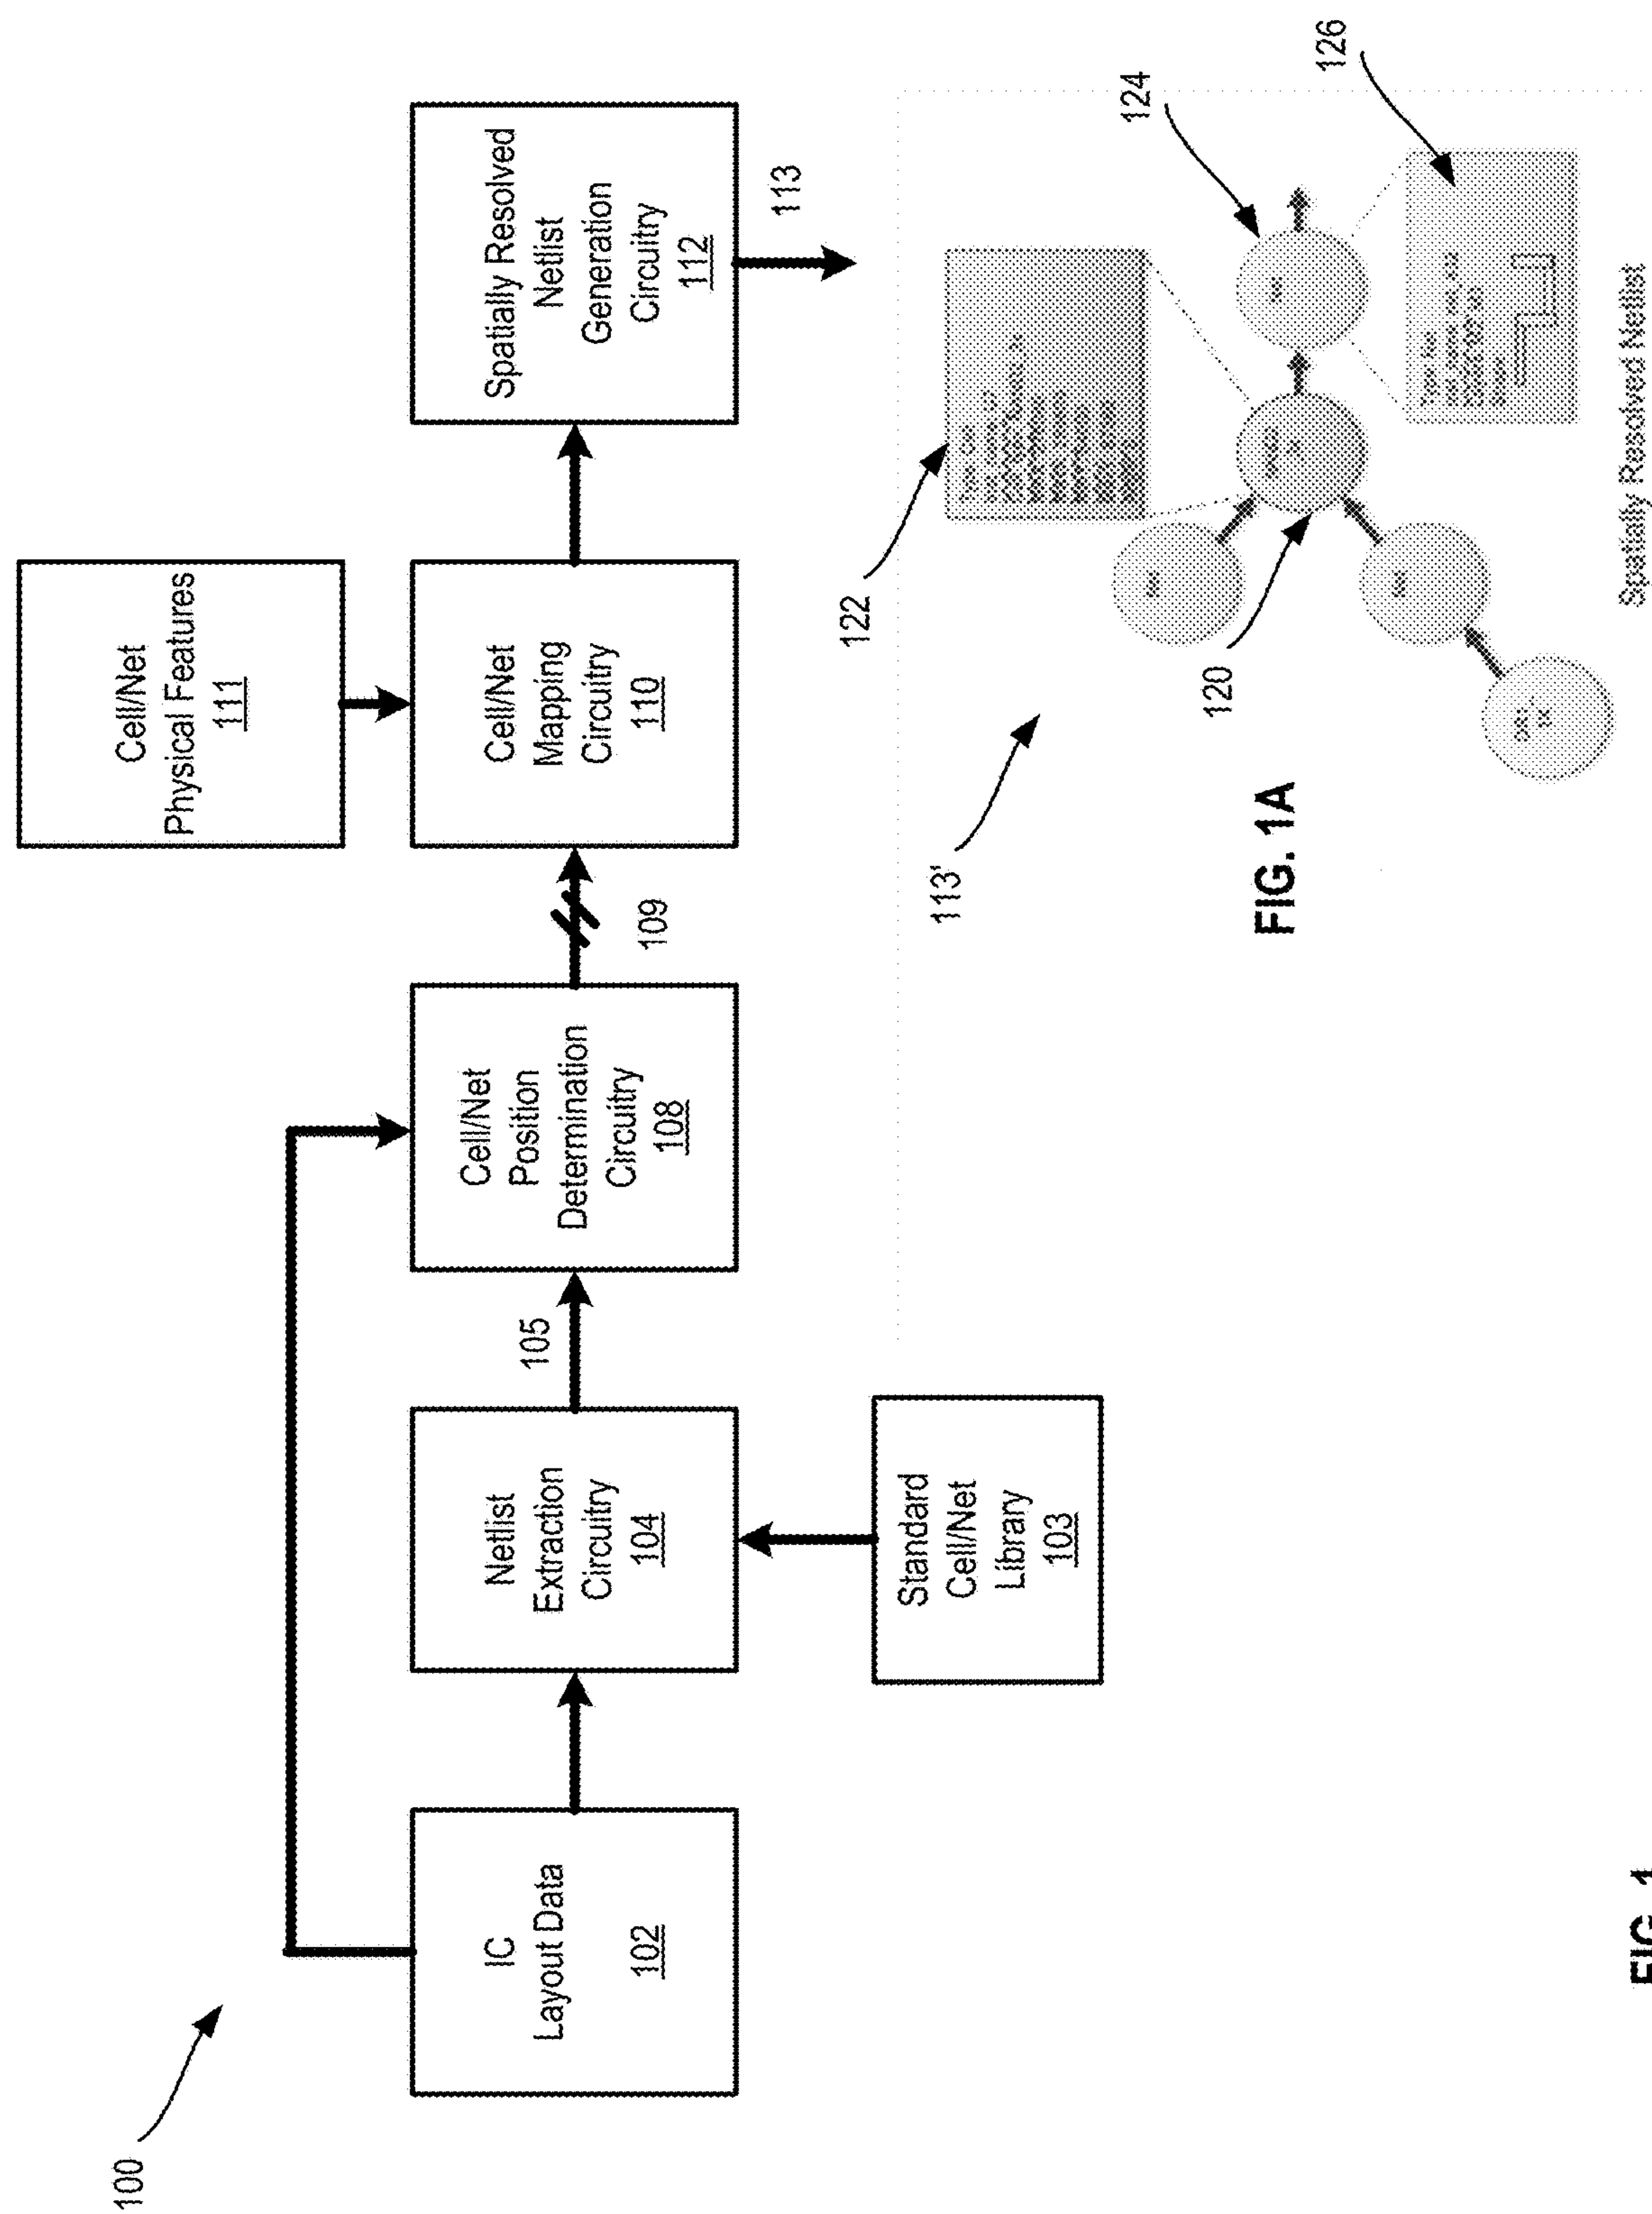 100
IC
Layout Data
102
Netlist
Extraction
Circuitry
104
Standard
Cell/Net
Library
103
105
Cell/Net
Position
Determination
Circuitry
108
109
Cell/Net
Physical Features
111
Cell/Net
Mapping
Circuitry
110
Spatially Resolved
Netlist
Generation
Circuitry
112
113
113'
122
120
124
126
Spatially Resolved Netlist
FIG. 1A
FIG. 1